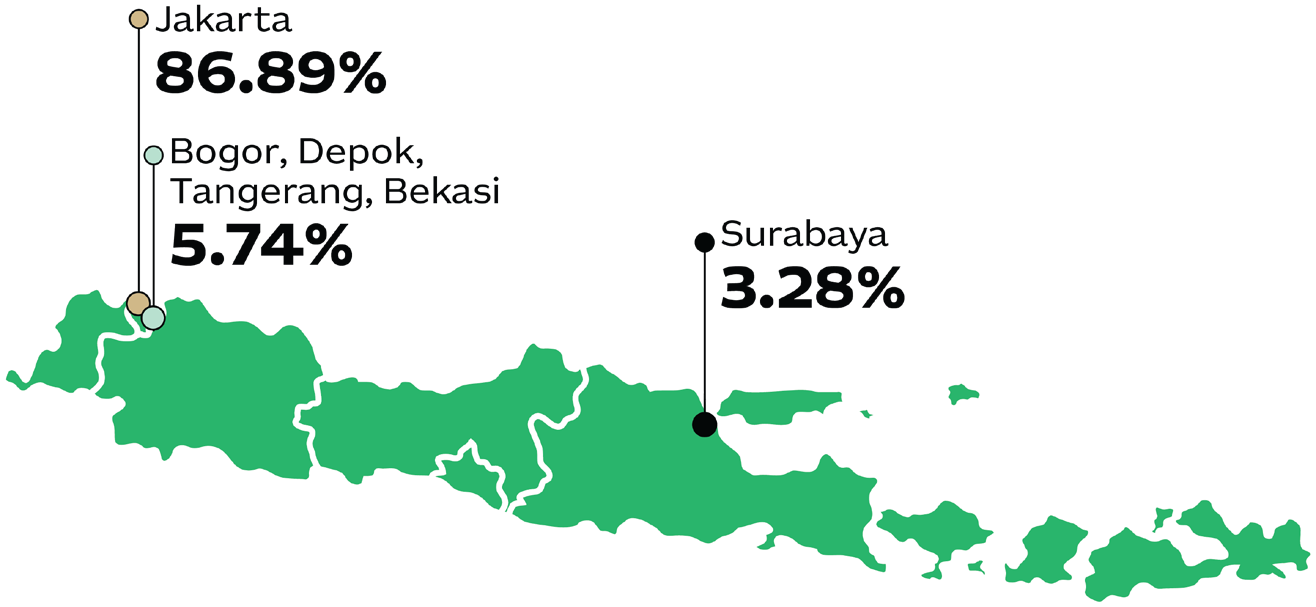 Jakarta
86.89%
Bogor, Depok,
Tangerang, Bekasi
5.74%
Surabaya
3.28%